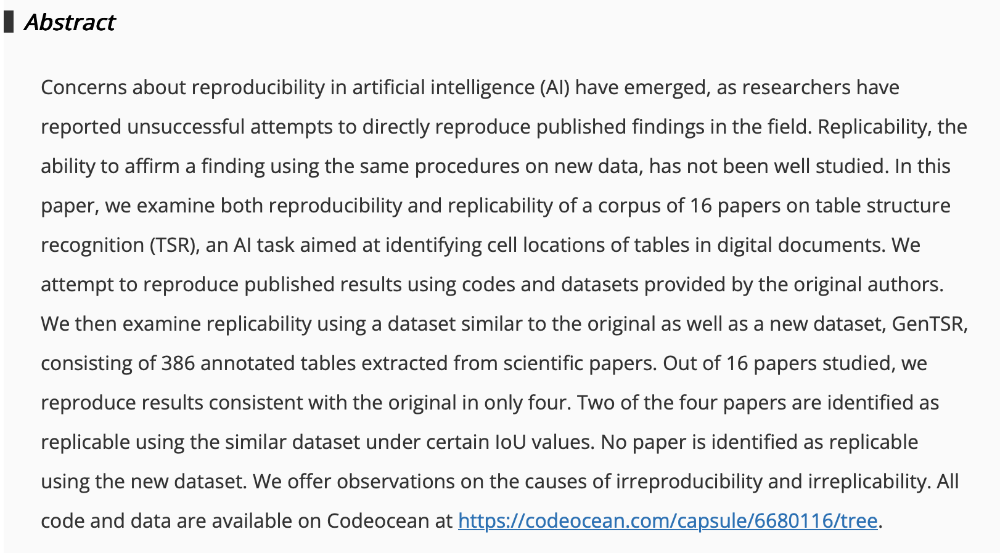 Abstract
Concerns about reproducibility in artificial intelligence (AI) have emerged, as researchers have
reported unsuccessful attempts to directly reproduce published findings in the field. Replicability, the
ability to affirm a finding using the same procedures on new data, has not been well studied. In this
paper, we examine both reproducibility and replicability of a corpus of 16 papers on table structure
recognition (TSR), an AI task aimed at identifying cell locations of tables in digital documents. We
attempt to reproduce published results using codes and datasets provided by the original authors.
We then examine replicability using a dataset similar to the original as well as a new dataset, GenTSR,
consisting of 386 annotated tables extracted from scientific papers. Out of 16 papers studied, we
reproduce results consistent with the original in only four. Two of the four papers are identified as
replicable using the similar dataset under certain IoU values. No paper is identified as replicable
using the new dataset. We offer observations on the causes of irreproducibility and irreplicability. All
code and data are available on Codeocean at https://codeocean.com/capsule/6680116/tree.